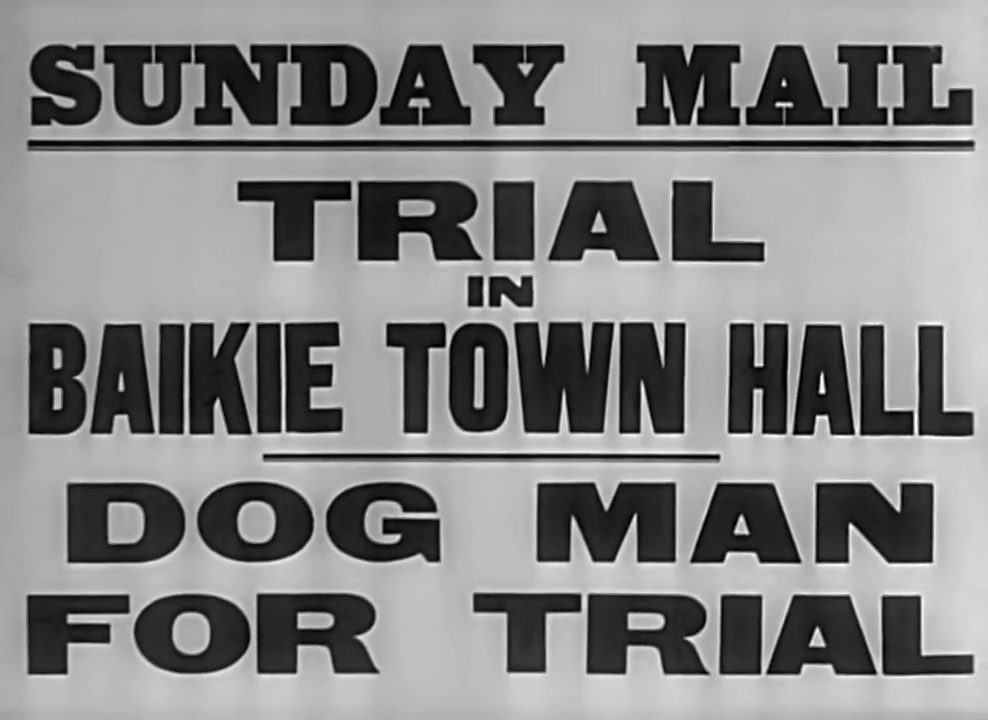 SUNDAY MAIL
TRIAL
IN
BAIKIE TOWN HALL
DOG MAN
FOR TRIAL